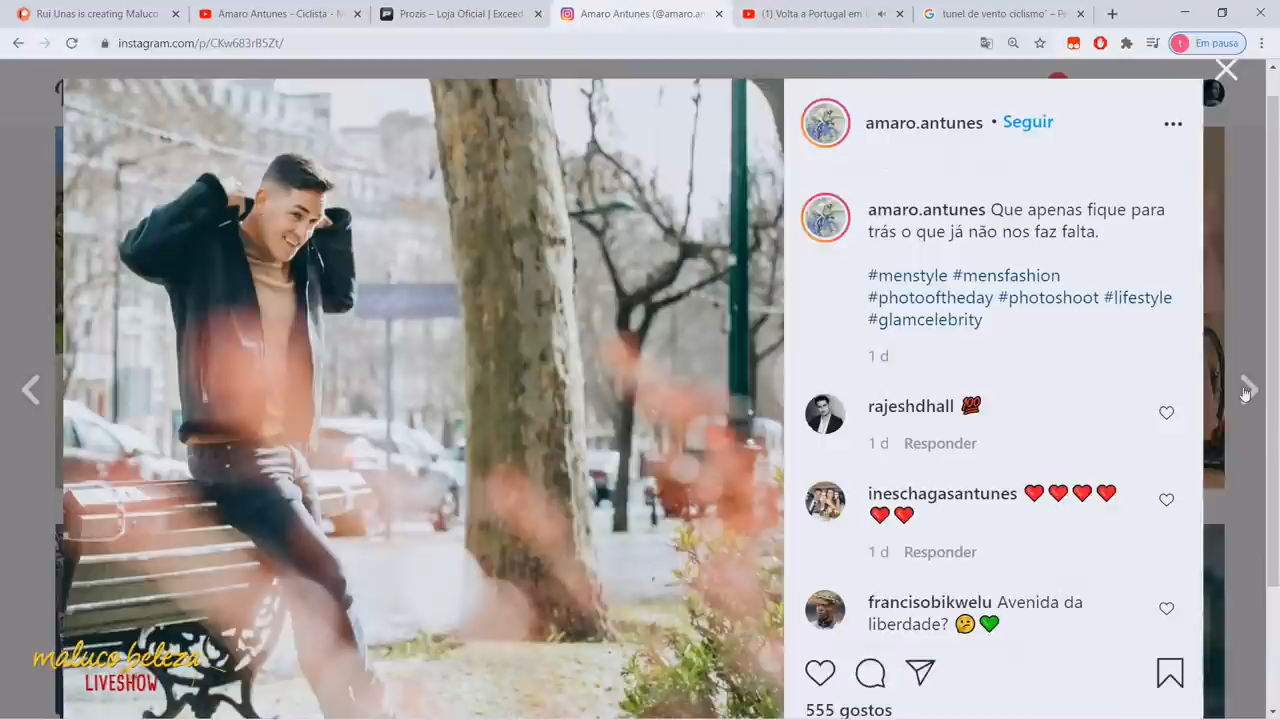 Rui Unas is creating Maluco
Amaro Antunes - Ciclista - M
Prozis – Loja Oficial | Exceed
Amaro Antunes (@amaro.an
(1) Volta a Portugal em
tunel de vento ciclismo` – Pe
instagram.com/p/CKw683rB5Zt/
t
Em pausa
amaro.antunes • Seguir
amaro.antunes Que apenas fique para
trás o que já não nos faz falta.
#menstyle #mensfashion
#photooftheday #photoshoot #lifestyle
#glamcelebrity
1 d
rajeshdhall 💯
1 d Responder
ineschagasantunes ❤️❤️❤️❤️
❤️❤️
1 d Responder
francisobikwelu Avenida da
liberdade? 🤔💚
555 gostos
maluco beleza
LIVESHOW